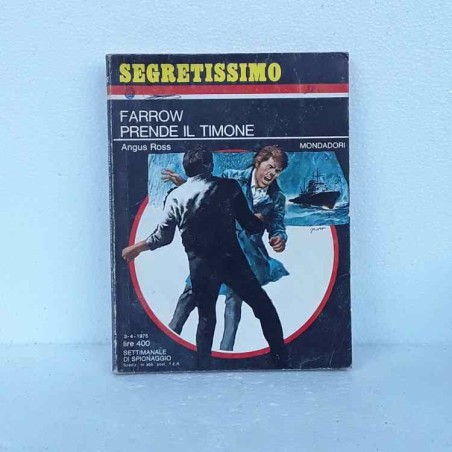 SEGRETISSIMO
FARROW
PRENDE IL TIMONE
Angus Ross
MONDADORI
3-4-1975
lire 400
SETTIMANALE
DI SPIONAGGIO